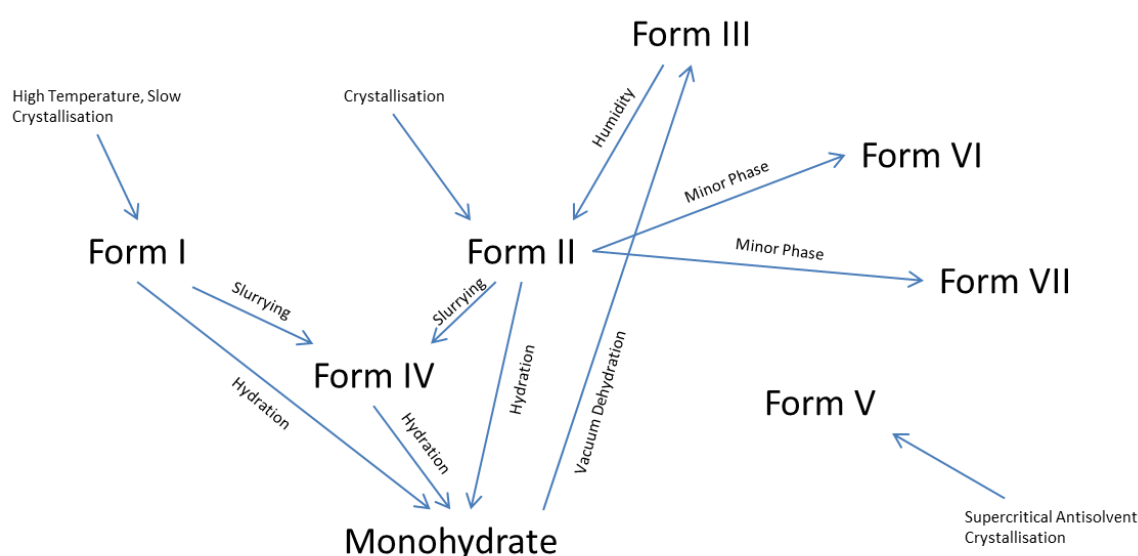 Form III
High Temperature, Slow
Crystallisation
Crystallisation
Humidity
Form VI
Minor Phase
Form I
Form II
Minor Phase
Form VII
Slurrying
Slurrying
Form IV
Hydration
Hydration
Hydration
Vacuum Dehydration
Form V
Monohydrate
Supercritical Antisolvent
Crystallisation